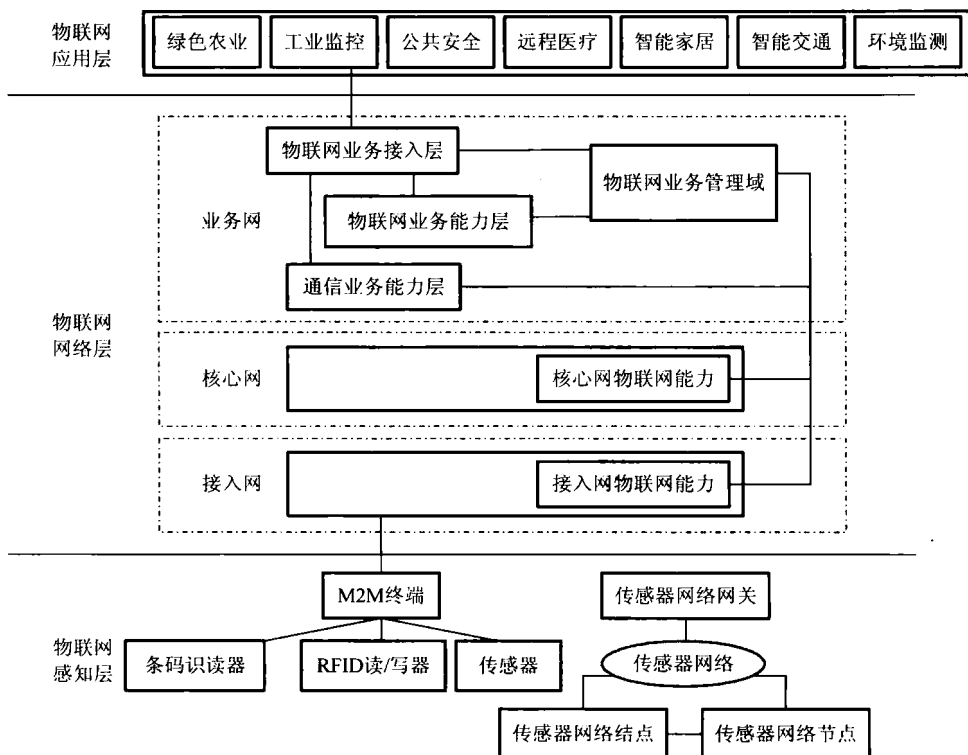 物联网
应用层
绿色农业
工业监控
公共安全
远程医疗
智能家居
智能交通
环境监测
物联网
网络层
业务网
物联网业务接入层
物联网业务管理域
物联网业务能力层
通信业务能力层
核心网
核心网物联网能力
接入网
接入网物联网能力
物联网
感知层
M2M终端
条码识读器
RFID读/写器
传感器
传感器网络网关
传感器网络
传感器网络结点
传感器网络节点